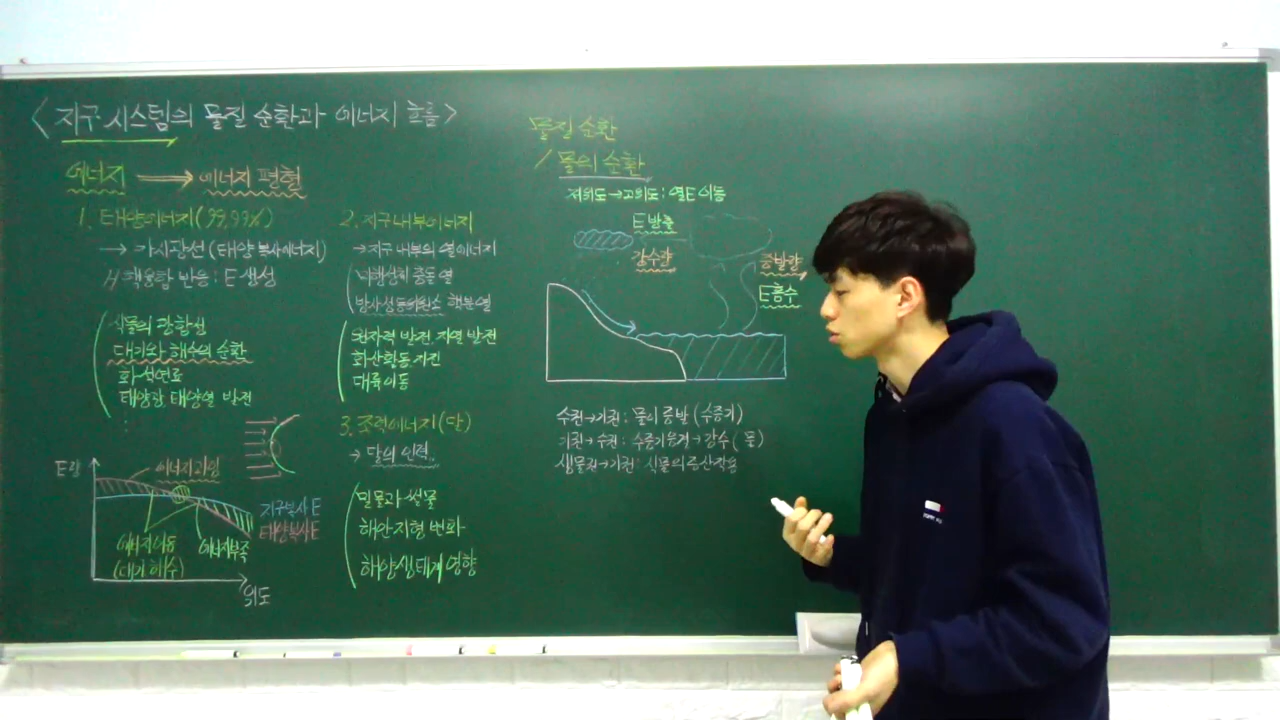 <지구시스템의 물질 순환과 에너지 흐름>
에너지 → 에너지 평형
1. 태양에너지(99.99%)
→ 가시광선 (태양복사에너지)
H 핵융합 반응 : E 생성
식물의 광합성
대기와 해수의 순환
화석연료
태양광, 태양열 발전
⋮
E량
에너지과잉
지구복사 E
태양복사 E
에너지이동
(대기 해수)
에너지부족
위도
2. 지구내부에너지
→ 지구 내부의 열에너지
미행성체 충돌 열
방사성동위원소 핵분열
원자력 발전, 지열 발전
화산활동, 지진
대륙이동
3. 조력에너지(달)
→ 달의 인력
밀물과 썰물
해안지형 변화
해양생태계 영향
물질 순환
/ 물의 순환
저위도→고위도 : 열E이동
E방출
강수량
증발량
E흡수
수권→기권 : 물이 증발 (수증기)
기권→수권 : 수증기응결→강수 (물)
생물권→기권 : 식물의 증산작용